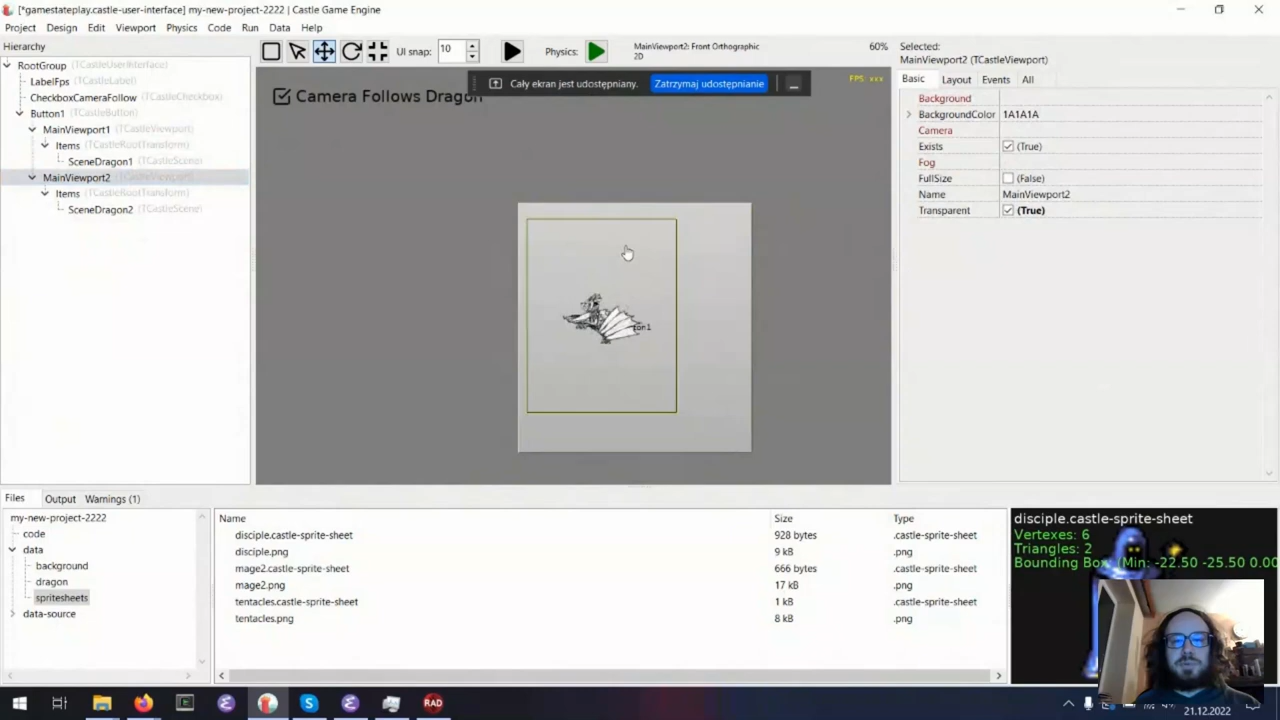 [*gamestateplay.castle-user-interface] my-new-project-2222 | Castle Game Engine
Project Design Edit Viewport Physics Code Run Data Help
Hierarchy
RootGroup (TCastleUserInterface)
LabelFps (TCastleLabel)
CheckboxCameraFollow (TCastleCheckbox)
Button1 (TCastleButton)
MainViewport1 (TCastleViewport)
Items (TCastleRootTransform)
SceneDragon1 (TCastleScene)
MainViewport2 (TCastleViewport)
Items (TCastleRootTransform)
SceneDragon2 (TCastleScene)
UI snap: 10
Physics:
MainViewport2: Front Orthographic
2D
60%
Cały ekran jest udostępniany. Zatrzymaj udostępnianie
FPS: xxx
Camera Follows Dragon
Selected:
MainViewport2 (TCastleViewport)
Basic Layout Events All
Background
BackgroundColor 1A1A1A
Camera
Exists (True)
Fog
FullSize (False)
Name MainViewport2
Transparent (True)
Files Output Warnings (1)
my-new-project-2222
code
data
background
dragon
spritesheets
data-source
Name Size Type
disciple.castle-sprite-sheet 928 bytes .castle-sprite-sheet
disciple.png 9 kB .png
mage2.castle-sprite-sheet 666 bytes .castle-sprite-sheet
mage2.png 17 kB .png
tentacles.castle-sprite-sheet 1 kB .castle-sprite-sheet
tentacles.png 8 kB .png
disciple.castle-sprite-sheet
Vertexes: 6
Triangles: 2
Bounding Box (Min: -22.50 -25.50 0.00
RAD
21.12.2022